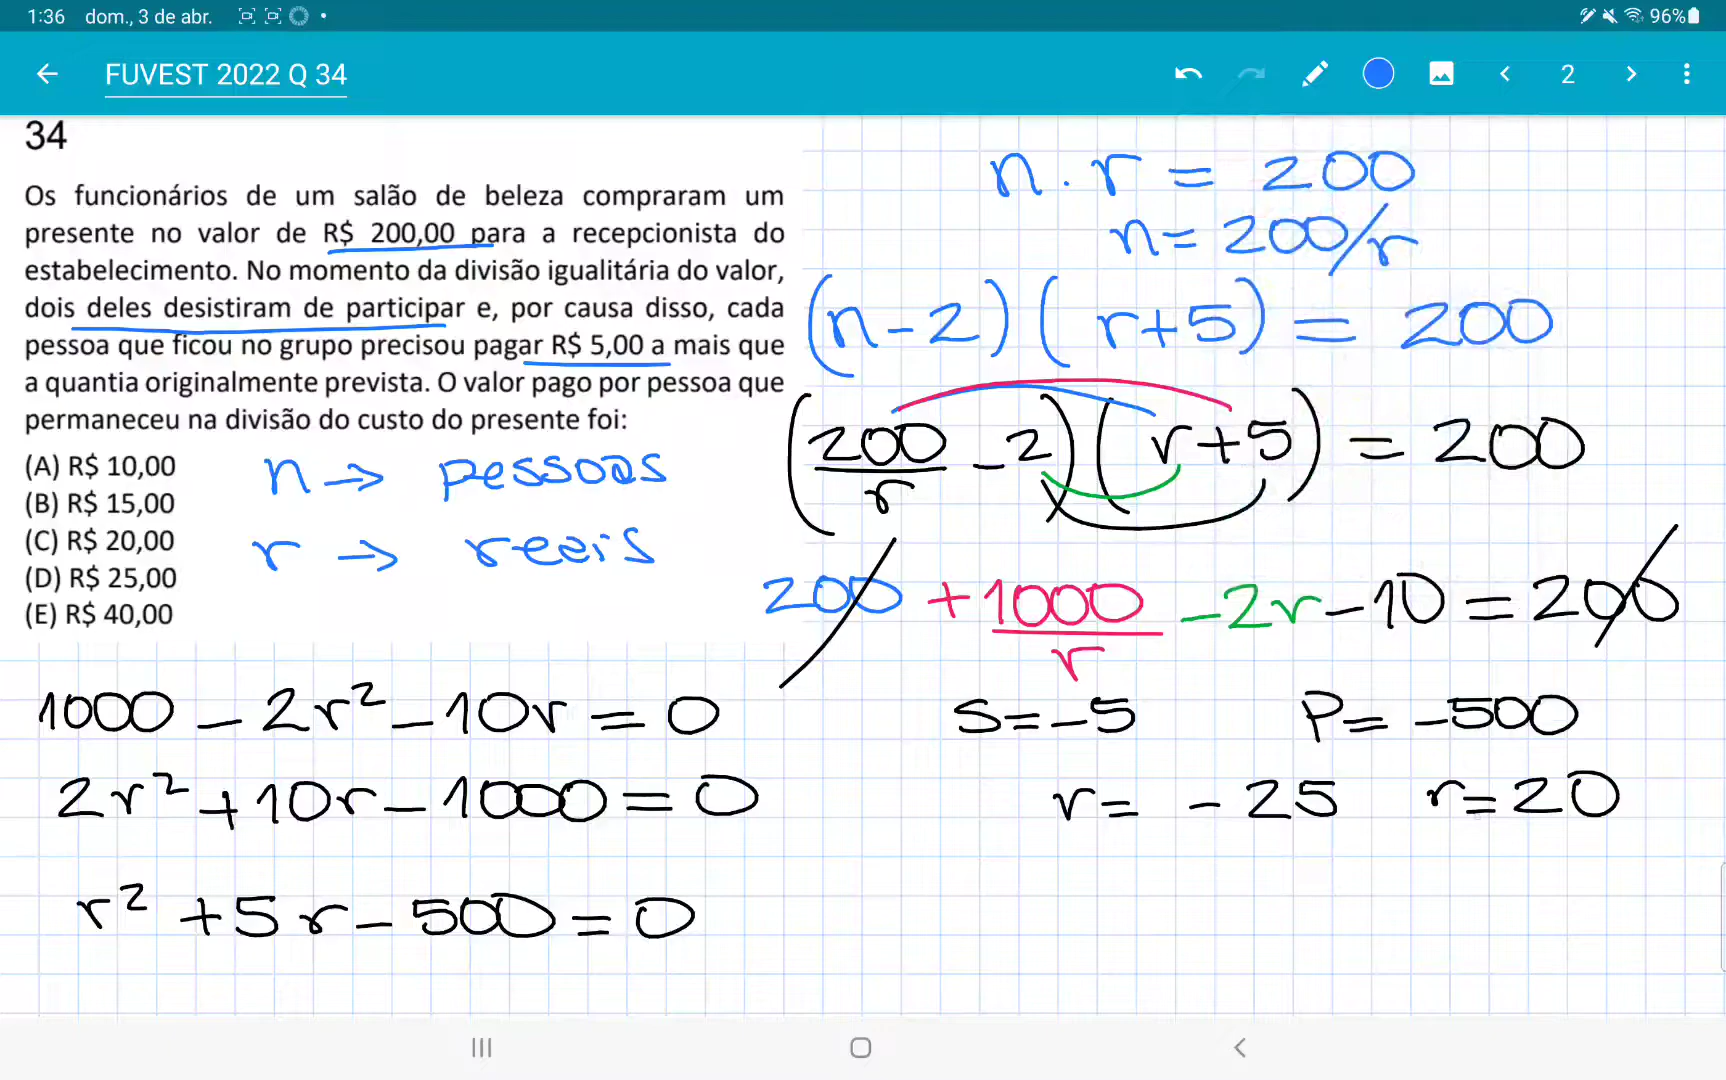 1:36 dom., 3 de abr.
96%
FUVEST 2022 Q 34
2
34
Os funcionários de um salão de beleza compraram um
presente no valor de R$ 200,00 para a recepcionista do
estabelecimento. No momento da divisão igualitária do valor,
dois deles desistiram de participar e, por causa disso, cada
pessoa que ficou no grupo precisou pagar R$ 5,00 a mais que
a quantia originalmente prevista. O valor pago por pessoa que
permaneceu na divisão do custo do presente foi:
(A) R$ 10,00
(B) R$ 15,00
(C) R$ 20,00
(D) R$ 25,00
(E) R$ 40,00
n → pessoas
r → reais
n . r = 200
n = 200/r
(n - 2) (r + 5) = 200
(200/r - 2) (r + 5) = 200
200 + 1000/r - 2r - 10 = 200
1000 - 2r² - 10r = 0
2r² + 10r - 1000 = 0
r² + 5r - 500 = 0
S = -5 P = -500
r = -25 r = 20